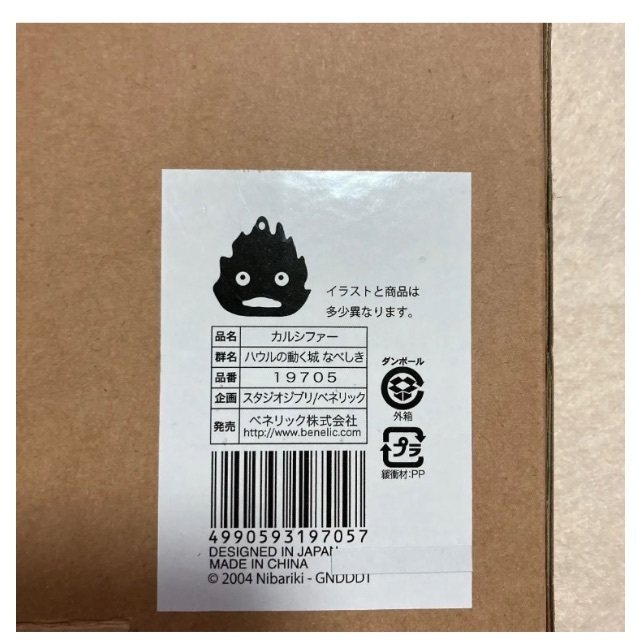 イラストと商品は
多少異なります。
品名 カルシファー
群名 ハウルの動く城 なべしき
品番 19705
企画 スタジオジブリ/ベネリック
発売 ベネリック株式会社
http://www.benelic.com
ダンボール
外箱
プラ
緩衝材:PP
4990593197057
DESIGNED IN JAPAN
MADE IN CHINA
© 2004 Nibariki - GNDDDT